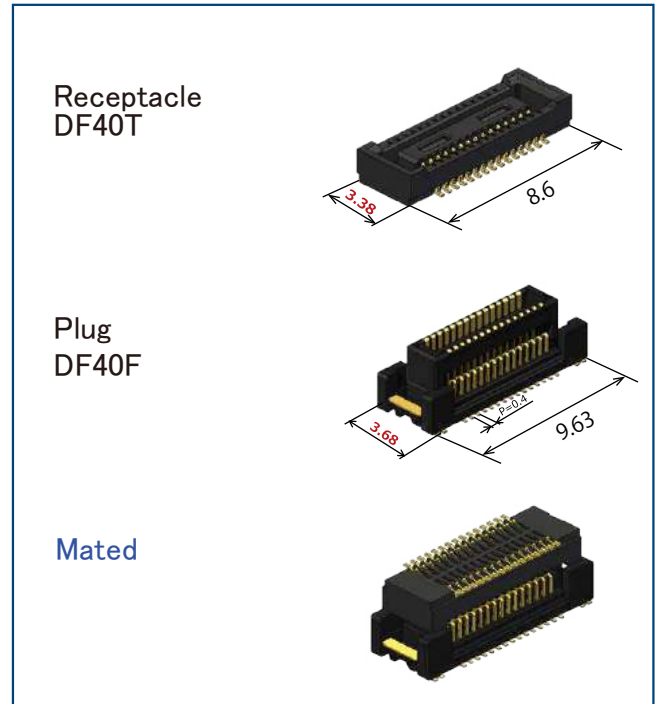 Receptacle
DF40T
3.38
8.6
Plug
DF40F
P=0.4
3.68
9.63
Mated